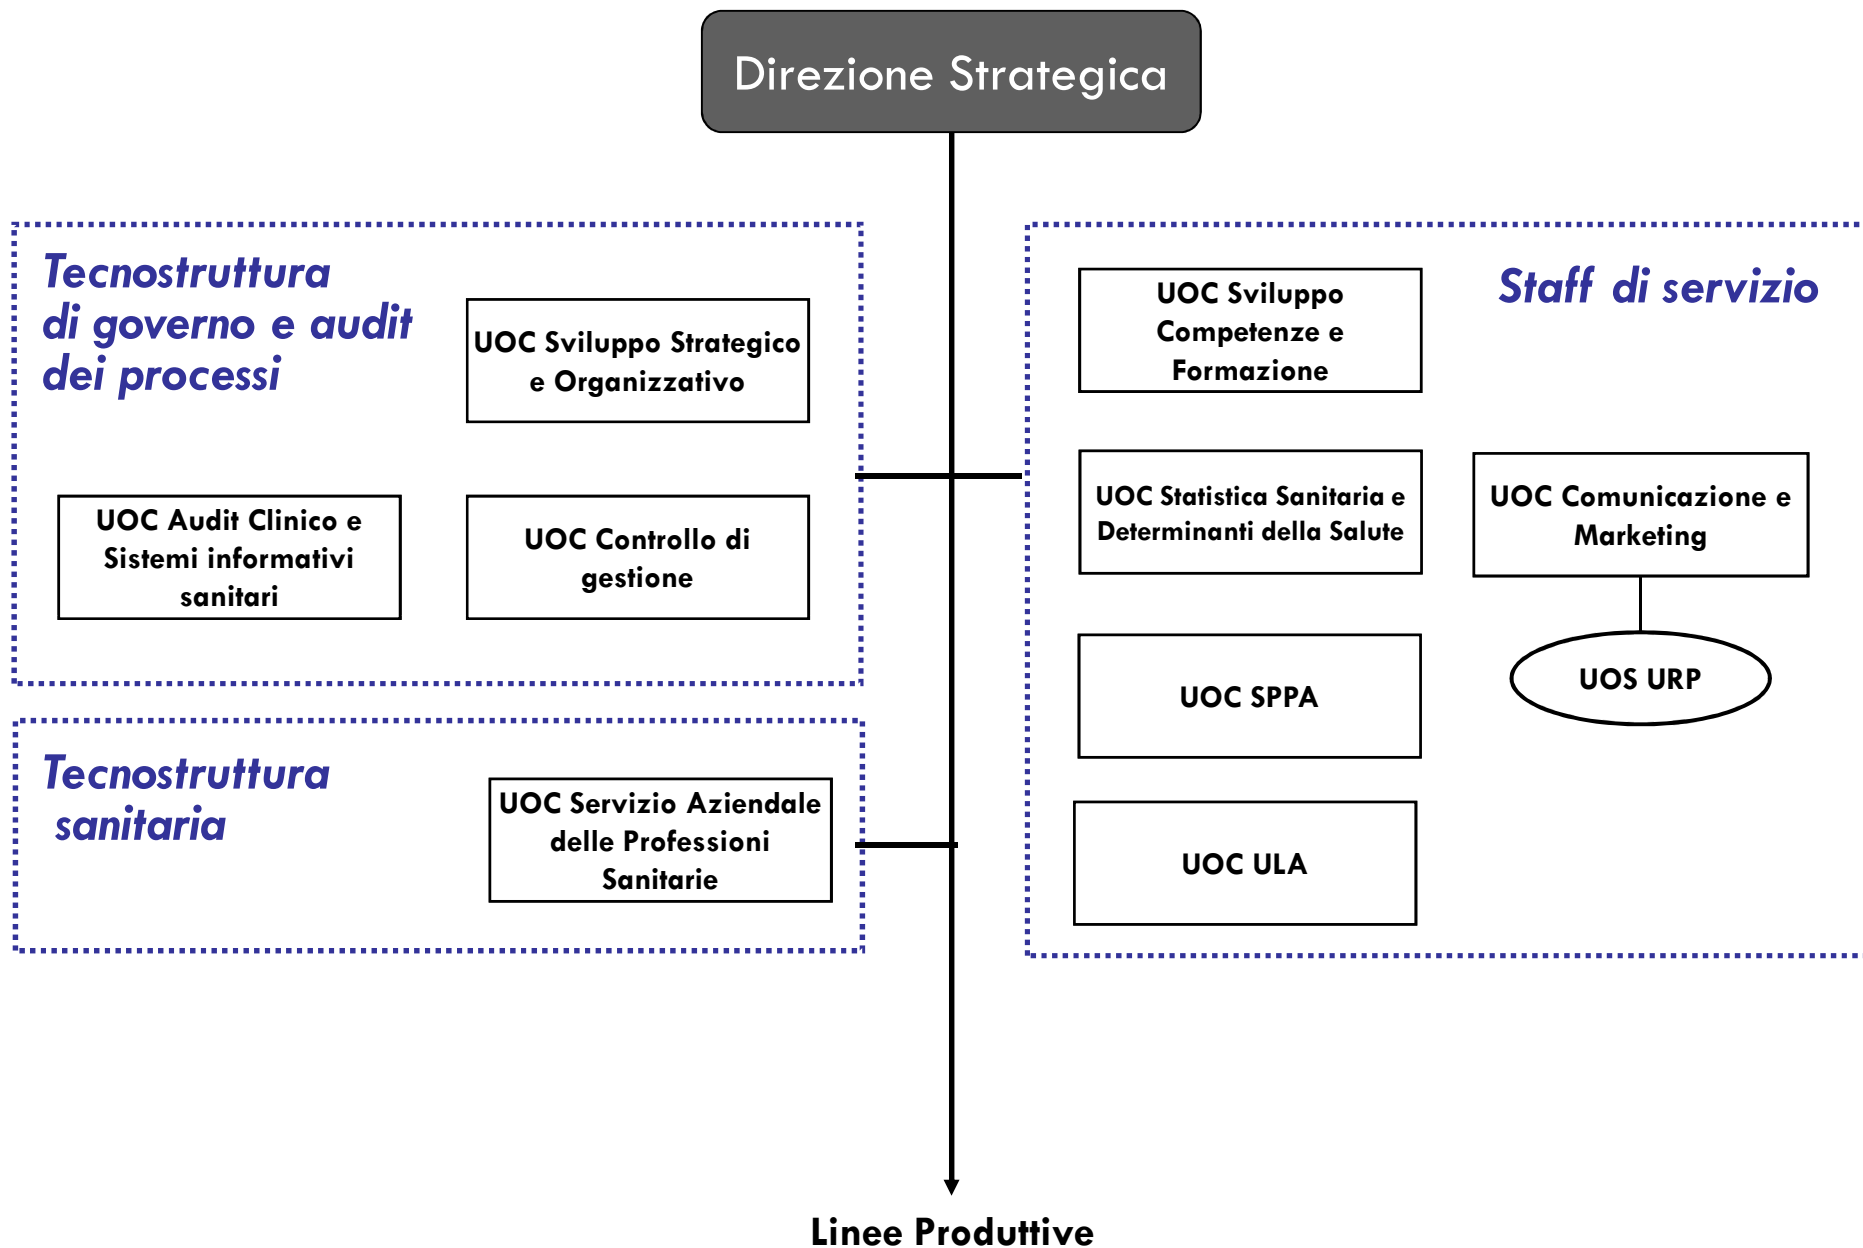 Direzione Strategica
Tecnostruttura
di governo e audit
dei processi
UOC Sviluppo Strategico
e Organizzativo
UOC Audit Clinico e
Sistemi informativi
sanitari
UOC Controllo di
gestione
Tecnostruttura
sanitaria
UOC Servizio Aziendale
delle Professioni
Sanitarie
Staff di servizio
UOC Sviluppo
Competenze e
Formazione
UOC Statistica Sanitaria e
Determinanti della Salute
UOC Comunicazione e
Marketing
UOS URP
UOC SPPA
UOC ULA
Linee Produttive